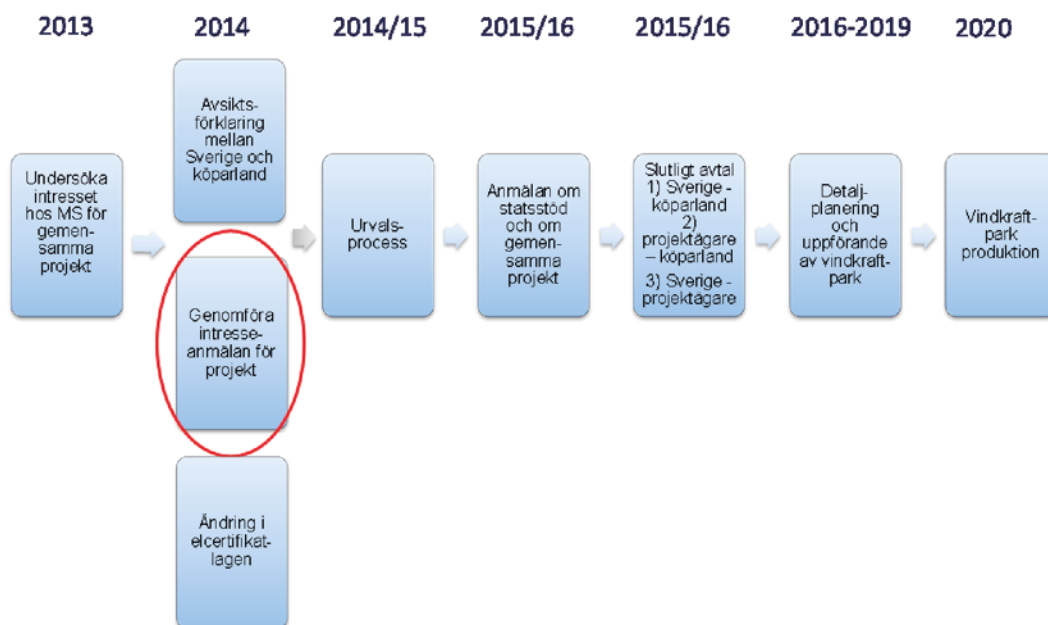 2013
2014
2014/15
2015/16
2015/16
2016-2019
2020
Undersöka
intresset
hos MS för
gemen-
samma
projekt
Avsikts-
förklaring
mellan
Sverige och
köparland
Genomföra
intresse-
anmälan för
projekt
Ändring i
elcertifikat-
lagen
Urvals-
process
Anmälan om
statsstöd
och om
gemen-
samma
projekt
Slutligt avtal
1) Sverige -
köparland
2)
projektägare
– köparland
3) Sverige -
projektägare
Detalj-
planering
och
uppförande
av vindkraft-
park
Vindkraft-
park
produktion